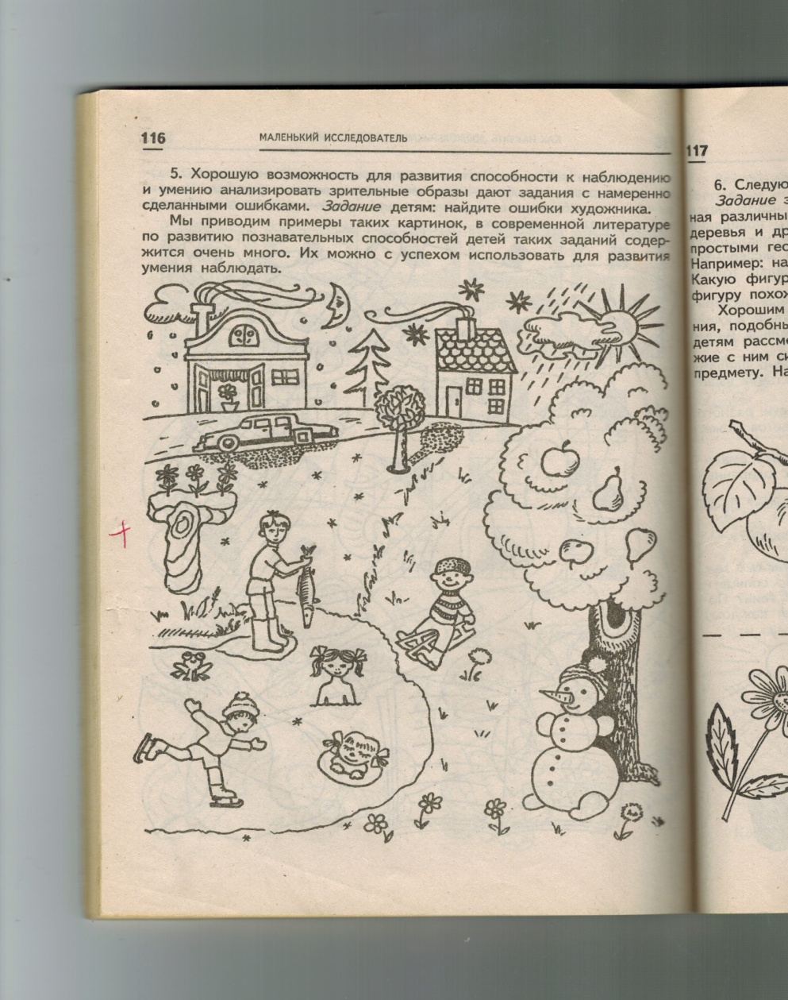 116
МАЛЕНЬКИЙ ИССЛЕДОВАТЕЛЬ
5. Хорошую возможность для развития способности к наблюдению
и умению анализировать зрительные образы дают задания с намеренно
сделанными ошибками. Задание детям: найдите ошибки художника.
Мы приводим примеры таких картинок, в современной литературе
по развитию познавательных способностей детей таких заданий содер-
жится очень много. Их можно с успехом использовать для развития
умения наблюдать.
117
6. Следую
Задание з
ная различны
деревья и др
простыми гео
Например: на
Какую фигур
фигуру похож
Хорошим
ния, подобны
детям рассмо
жие с ним си
предмету. На